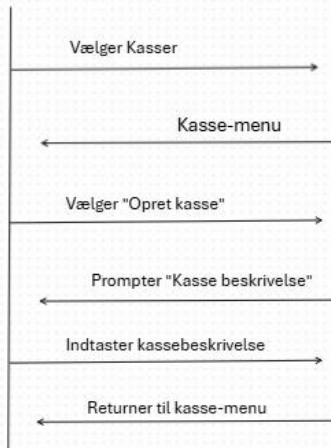 Vælger Kasser
Kasse-menu
Vælger "Opret kasse"
Prompter "Kasse beskrivelse"
Indtaster kassebeskrivelse
Returner til kasse-menu